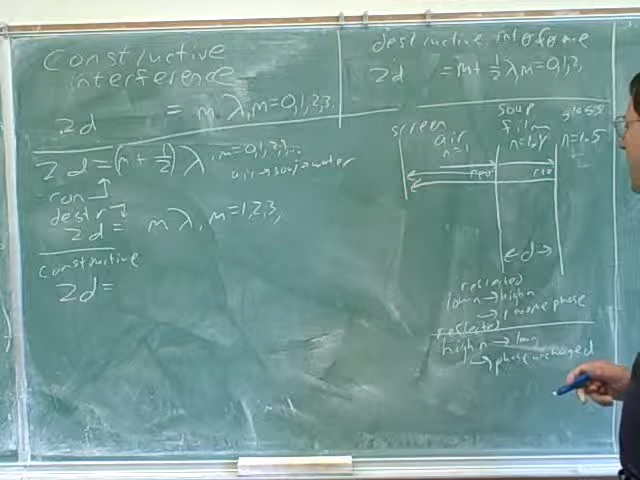 constructive
interference
2d = mλ, m=0,1,2,3.
destructive interference
2d = m+½ λ m=0,1,2,
2d = (m+½)λ, m=0,1,2,3...
air→soap→water
con
destr
2d = mλ, m=1,2,3,
constructive
2d=
screen
air
n=1
soap
film
n=1.4
glass
n=1.5
←d→
reflected
low n → high n
phase
reflected
high n → low
→ phase unchanged